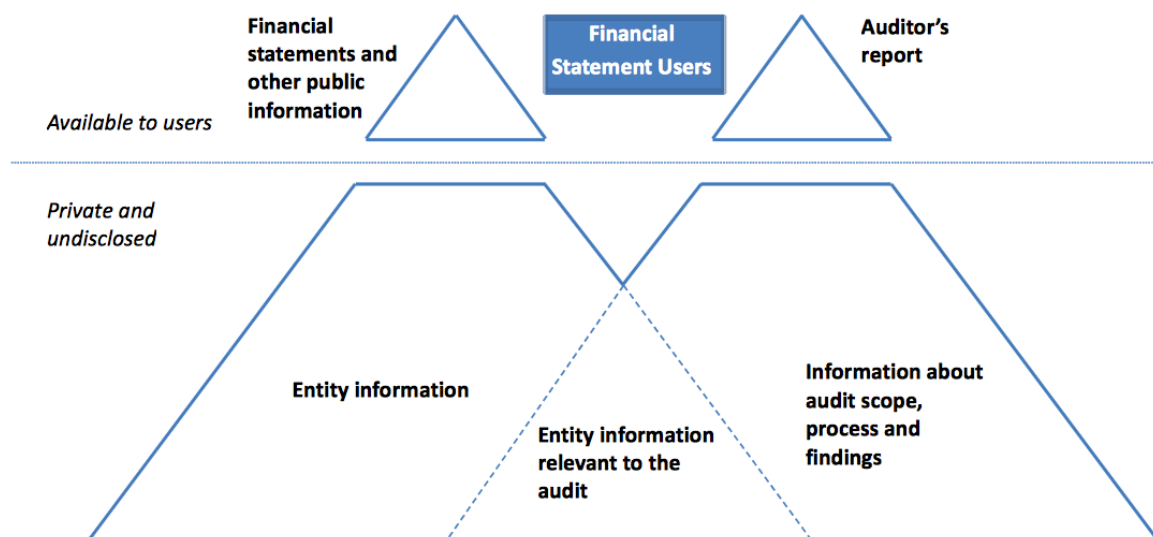 Financial
statements and
other public
information
Financial
Statement Users
Auditor's
report
Available to users
Private and
undisclosed
Entity information
Entity information
relevant to the
audit
Information about
audit scope,
process and
findings